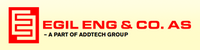 EGIL ENG & CO. AS
– A PART OF ADDTECH GROUP